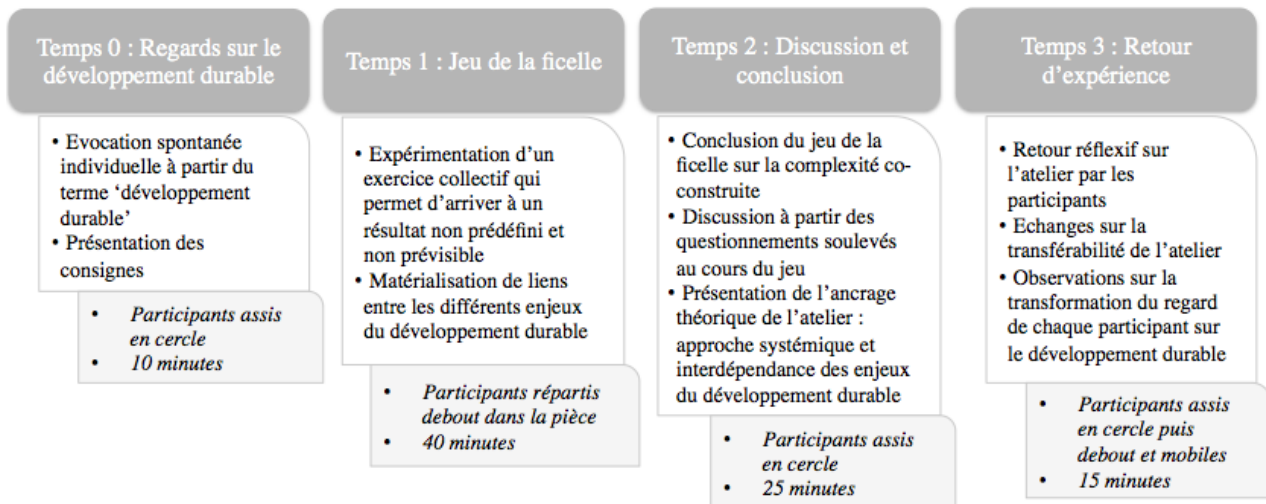 Temps 0 : Regards sur le
développement durable
• Evocation spontanée
individuelle à partir du
terme ‘développement
durable’
• Présentation des
consignes
• Participants assis
en cercle
• 10 minutes
Temps 1 : Jeu de la ficelle
• Expérimentation d’un
exercice collectif qui
permet d’arriver à un
résultat non prédéfini et
non prévisible
• Matérialisation de liens
entre les différents enjeux
du développement durable
• Participants répartis
debout dans la pièce
• 40 minutes
Temps 2 : Discussion et
conclusion
• Conclusion du jeu de la
ficelle sur la complexité co-
construite
• Discussion à partir des
questionnements soulevés
au cours du jeu
• Présentation de l’ancrage
théorique de l’atelier :
approche systémique et
interdépendance des enjeux
du développement durable
• Participants assis
en cercle
• 25 minutes
Temps 3 : Retour
d’expérience
• Retour réflexif sur
l’atelier par les
participants
• Echanges sur la
transférabilité de l’atelier
• Observations sur la
transformation du regard
de chaque participant sur
le développement durable
• Participants assis
en cercle puis
debout et mobiles
• 15 minutes